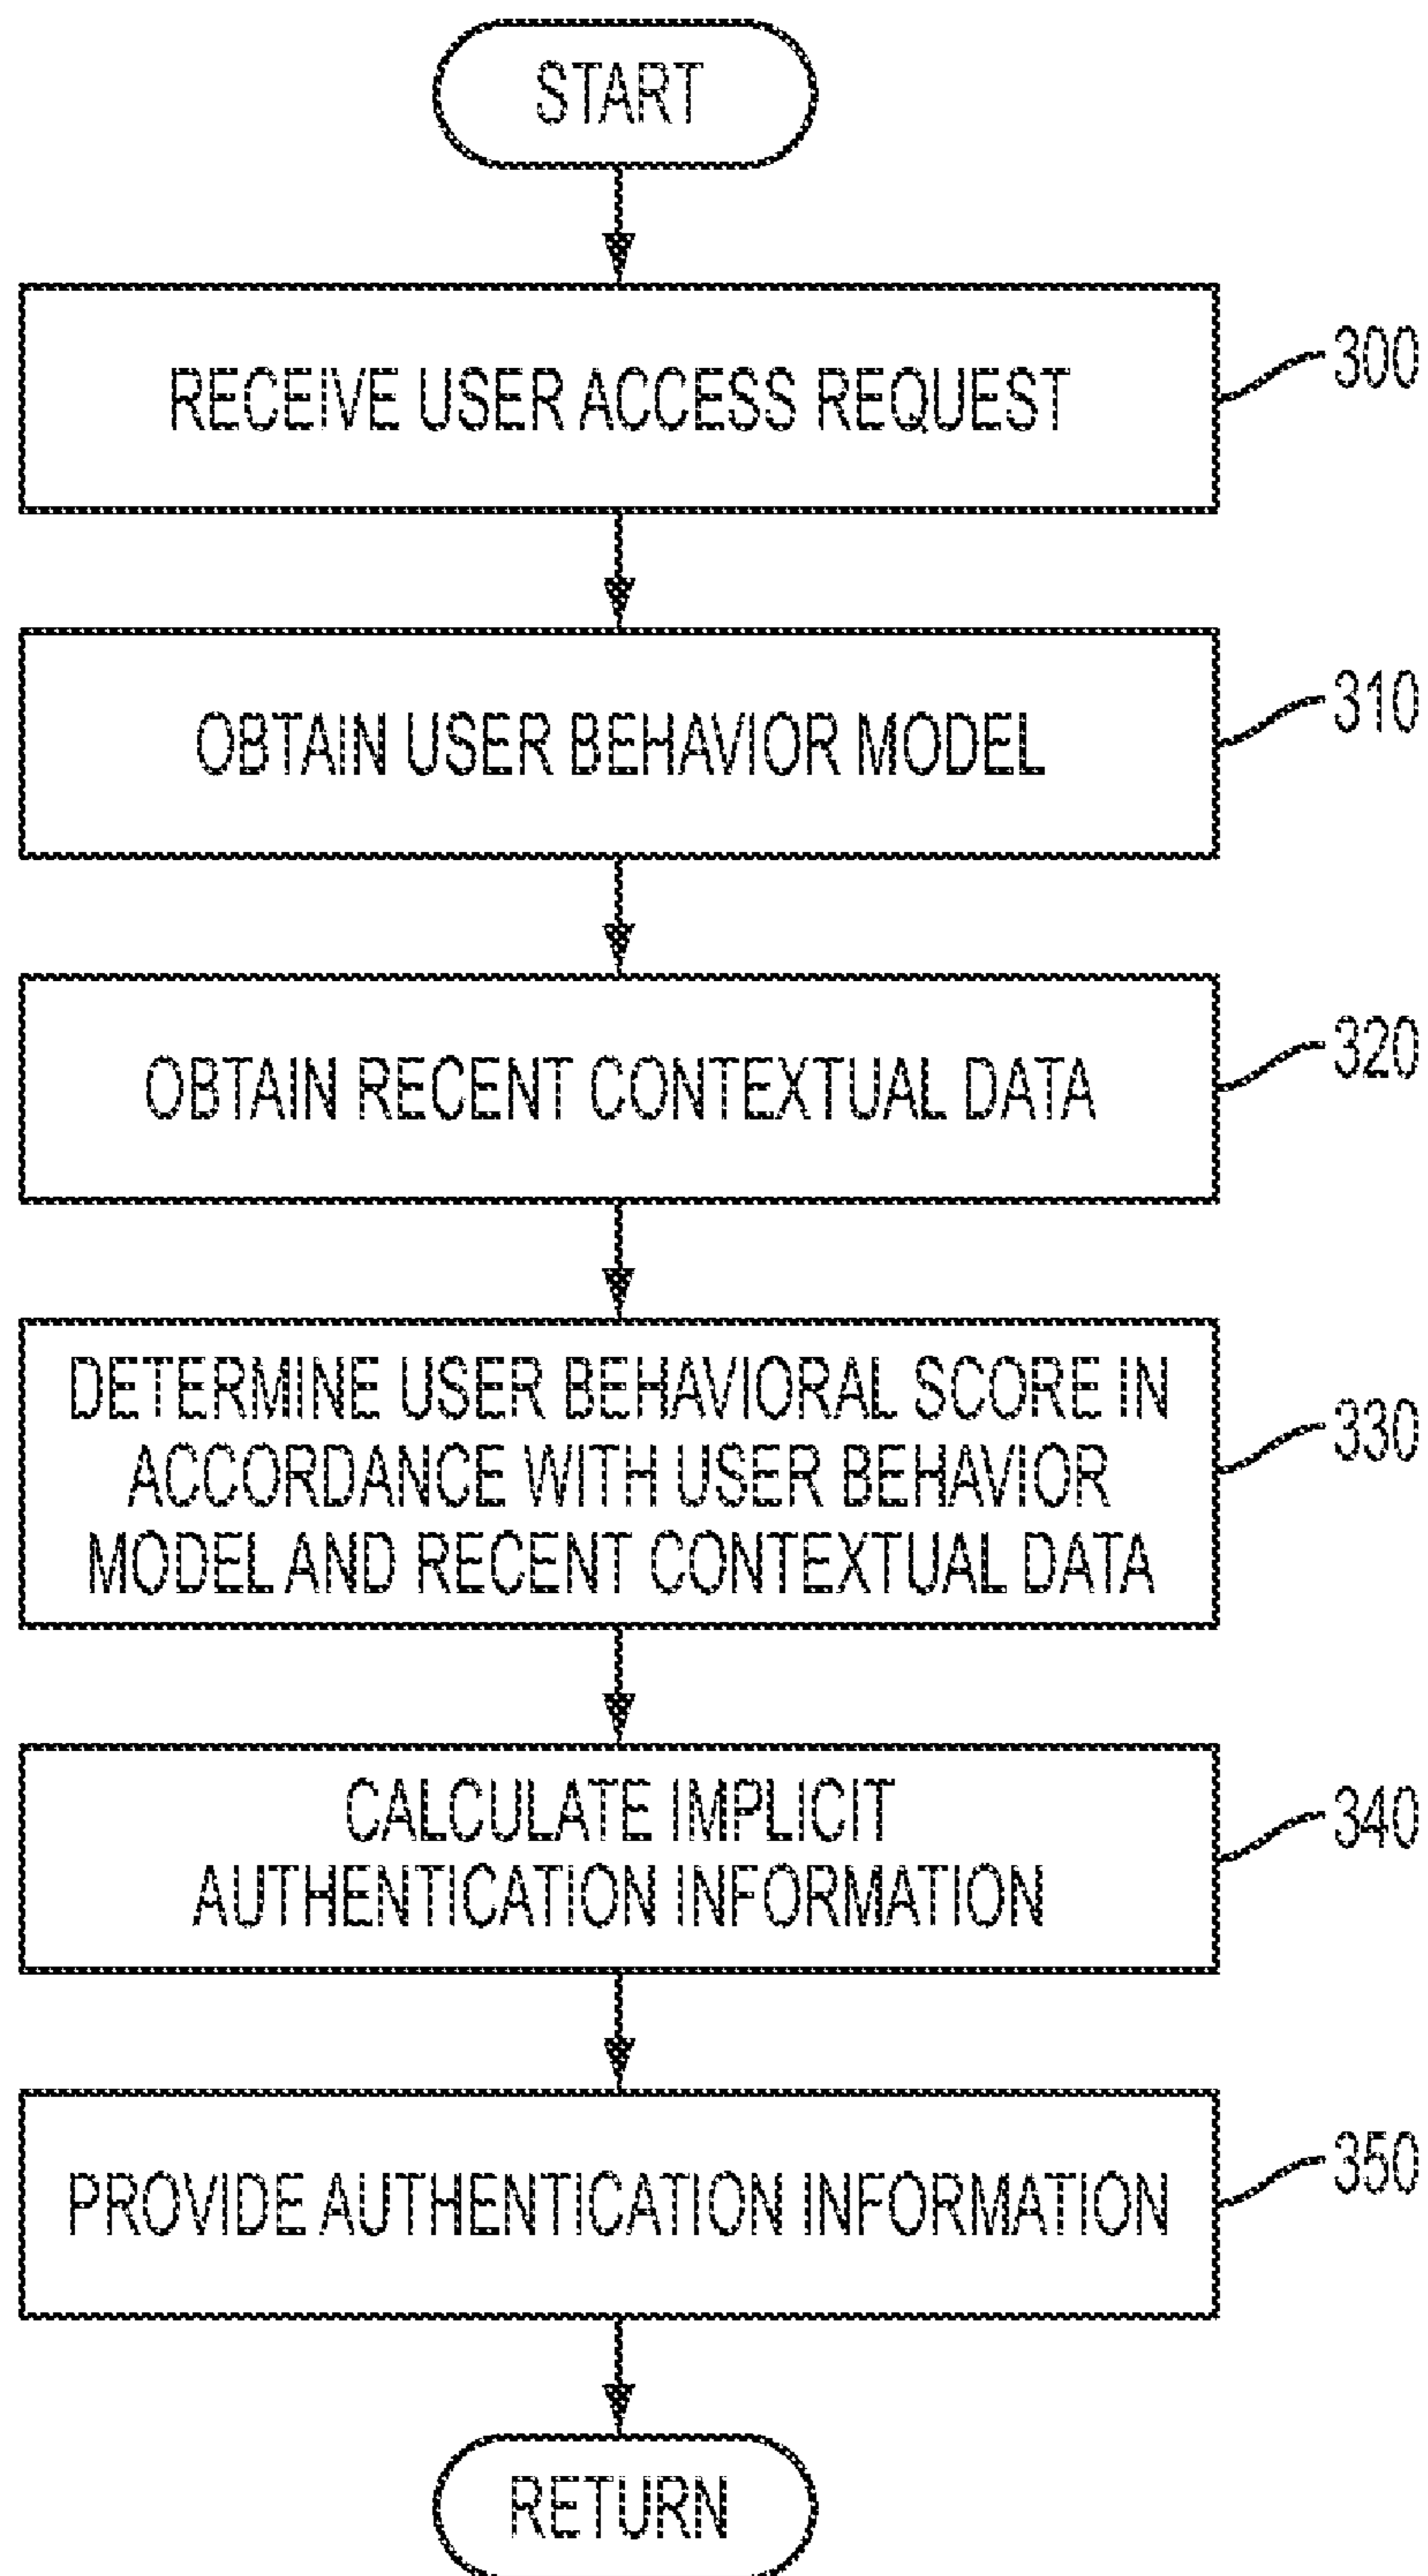 START
RECEIVE USER ACCESS REQUEST
300
OBTAIN USER BEHAVIOR MODEL
310
OBTAIN RECENT CONTEXTUAL DATA
320
DETERMINE USER BEHAVIORAL SCORE IN
ACCORDANCE WITH USER BEHAVIOR
MODEL AND RECENT CONTEXTUAL DATA
330
CALCULATE IMPLICIT
AUTHENTICATION INFORMATION
340
PROVIDE AUTHENTICATION INFORMATION
350
RETURN